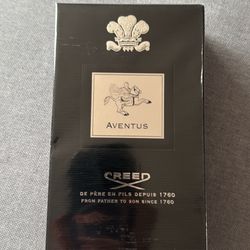 AVENTUS
CREED
DE PÈRE EN FILS DEPUIS 1760
FROM FATHER TO SON SINCE 1760